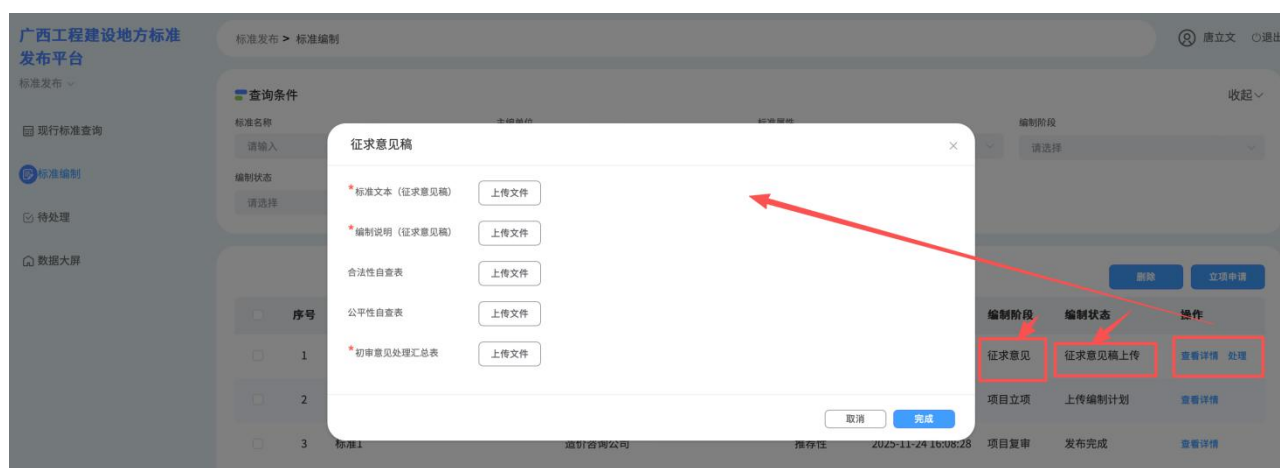 广西工程建设地方标准
发布平台
标准发布
标准发布 > 标准编制
唐立文
退出
现行标准查询
标准编制
待处理
数据大屏
查询条件
收起
标准名称
主编单位
标准属性
编制阶段
请输入
请选择
编制状态
请选择
征求意见稿
*标准文本（征求意见稿） 上传文件
*编制说明（征求意见稿） 上传文件
合法性自查表 上传文件
公平性自查表 上传文件
*初审意见处理汇总表 上传文件
取消 完成
删除 立项申请
序号 编制阶段 编制状态 操作
1 征求意见 征求意见稿上传 查看详情 处理
2 项目立项 上传编制计划 查看详情
3 标准1 造价咨询公司 推荐性 2025-11-24 16:08:28 项目复审 发布完成 查看详情